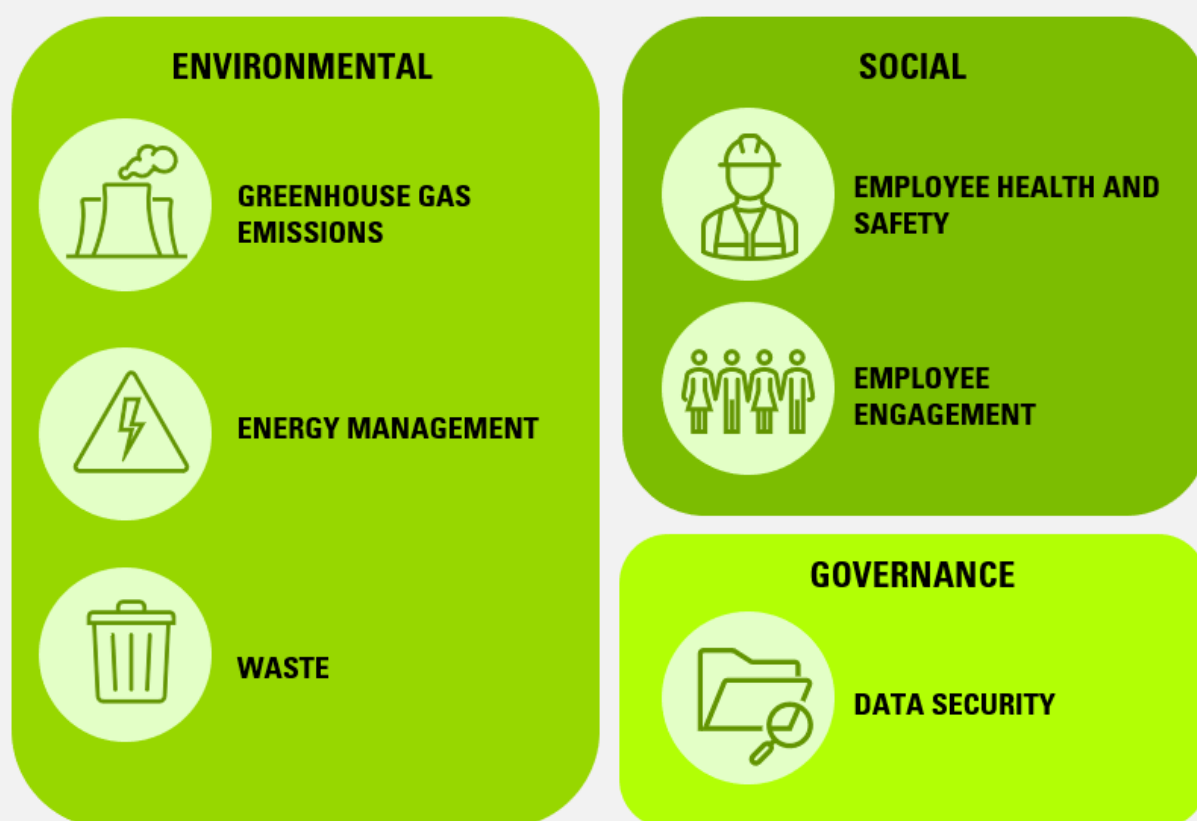 ENVIRONMENTAL
GREENHOUSE GAS
EMISSIONS
ENERGY MANAGEMENT
WASTE
SOCIAL
EMPLOYEE HEALTH AND
SAFETY
EMPLOYEE
ENGAGEMENT
GOVERNANCE
DATA SECURITY